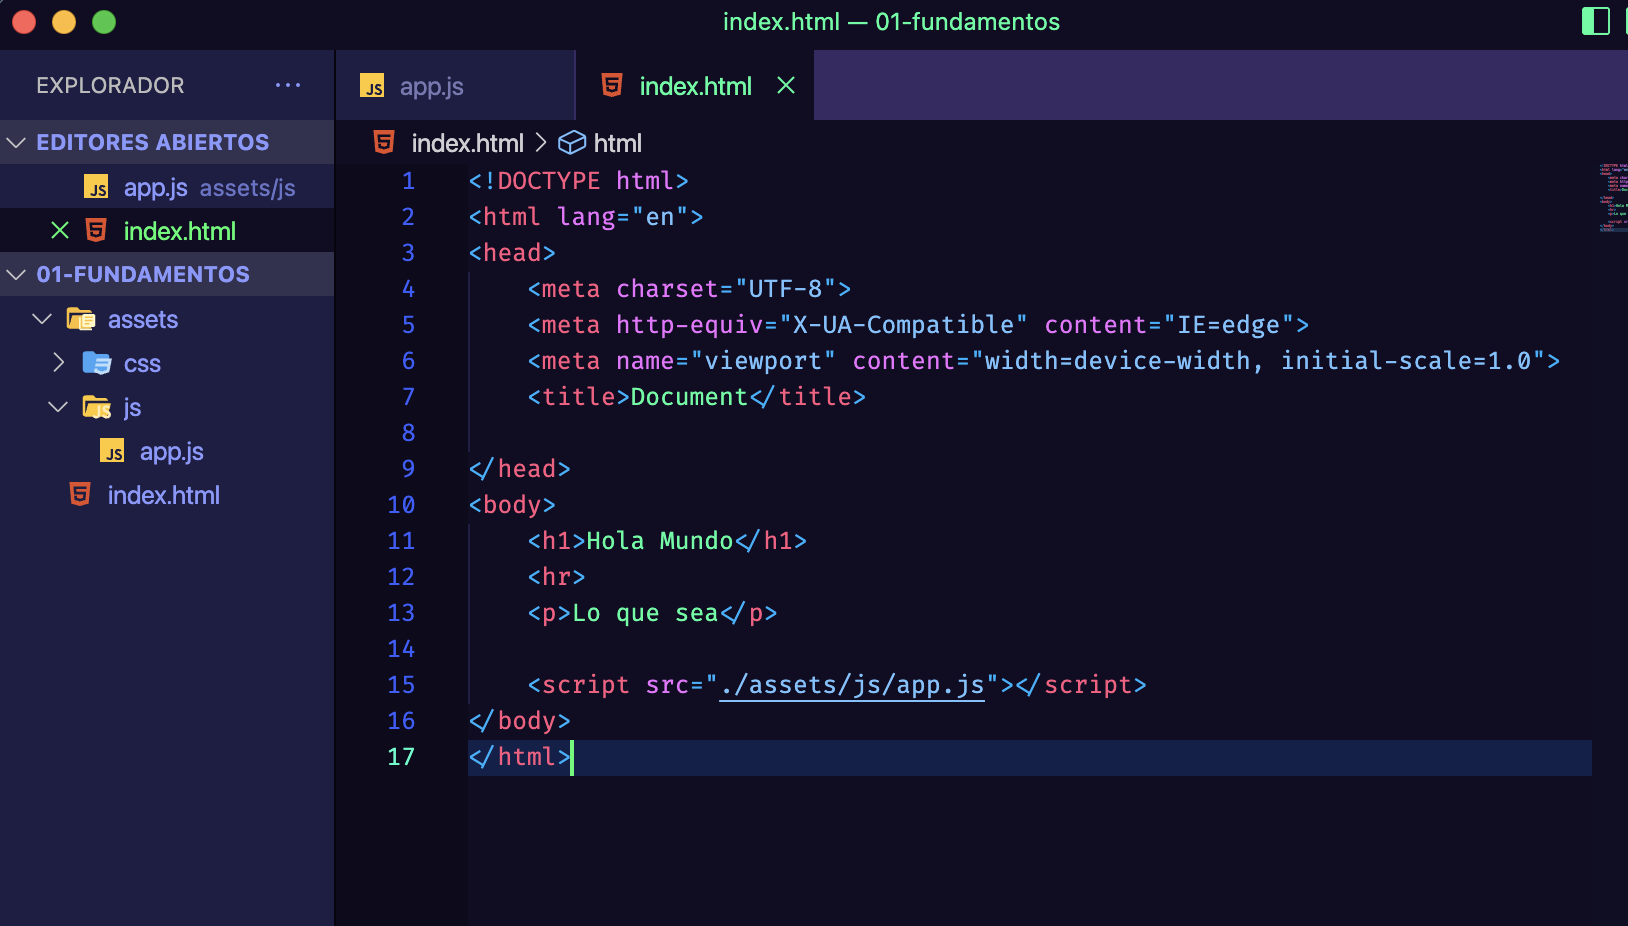 index.html — 01-fundamentos
EXPLORADOR ···
EDITORES ABIERTOS
JS app.js assets/js
index.html
01-FUNDAMENTOS
assets
css
js
JS app.js
index.html
JS app.js
index.html
index.html > html
1 <!DOCTYPE html>
2 <html lang="en">
3 <head>
4 <meta charset="UTF-8">
5 <meta http-equiv="X-UA-Compatible" content="IE=edge">
6 <meta name="viewport" content="width=device-width, initial-scale=1.0">
7 <title>Document</title>
8
9 </head>
10 <body>
11 <h1>Hola Mundo</h1>
12 <hr>
13 <p>Lo que sea</p>
14
15 <script src="./assets/js/app.js"></script>
16 </body>
17 </html>